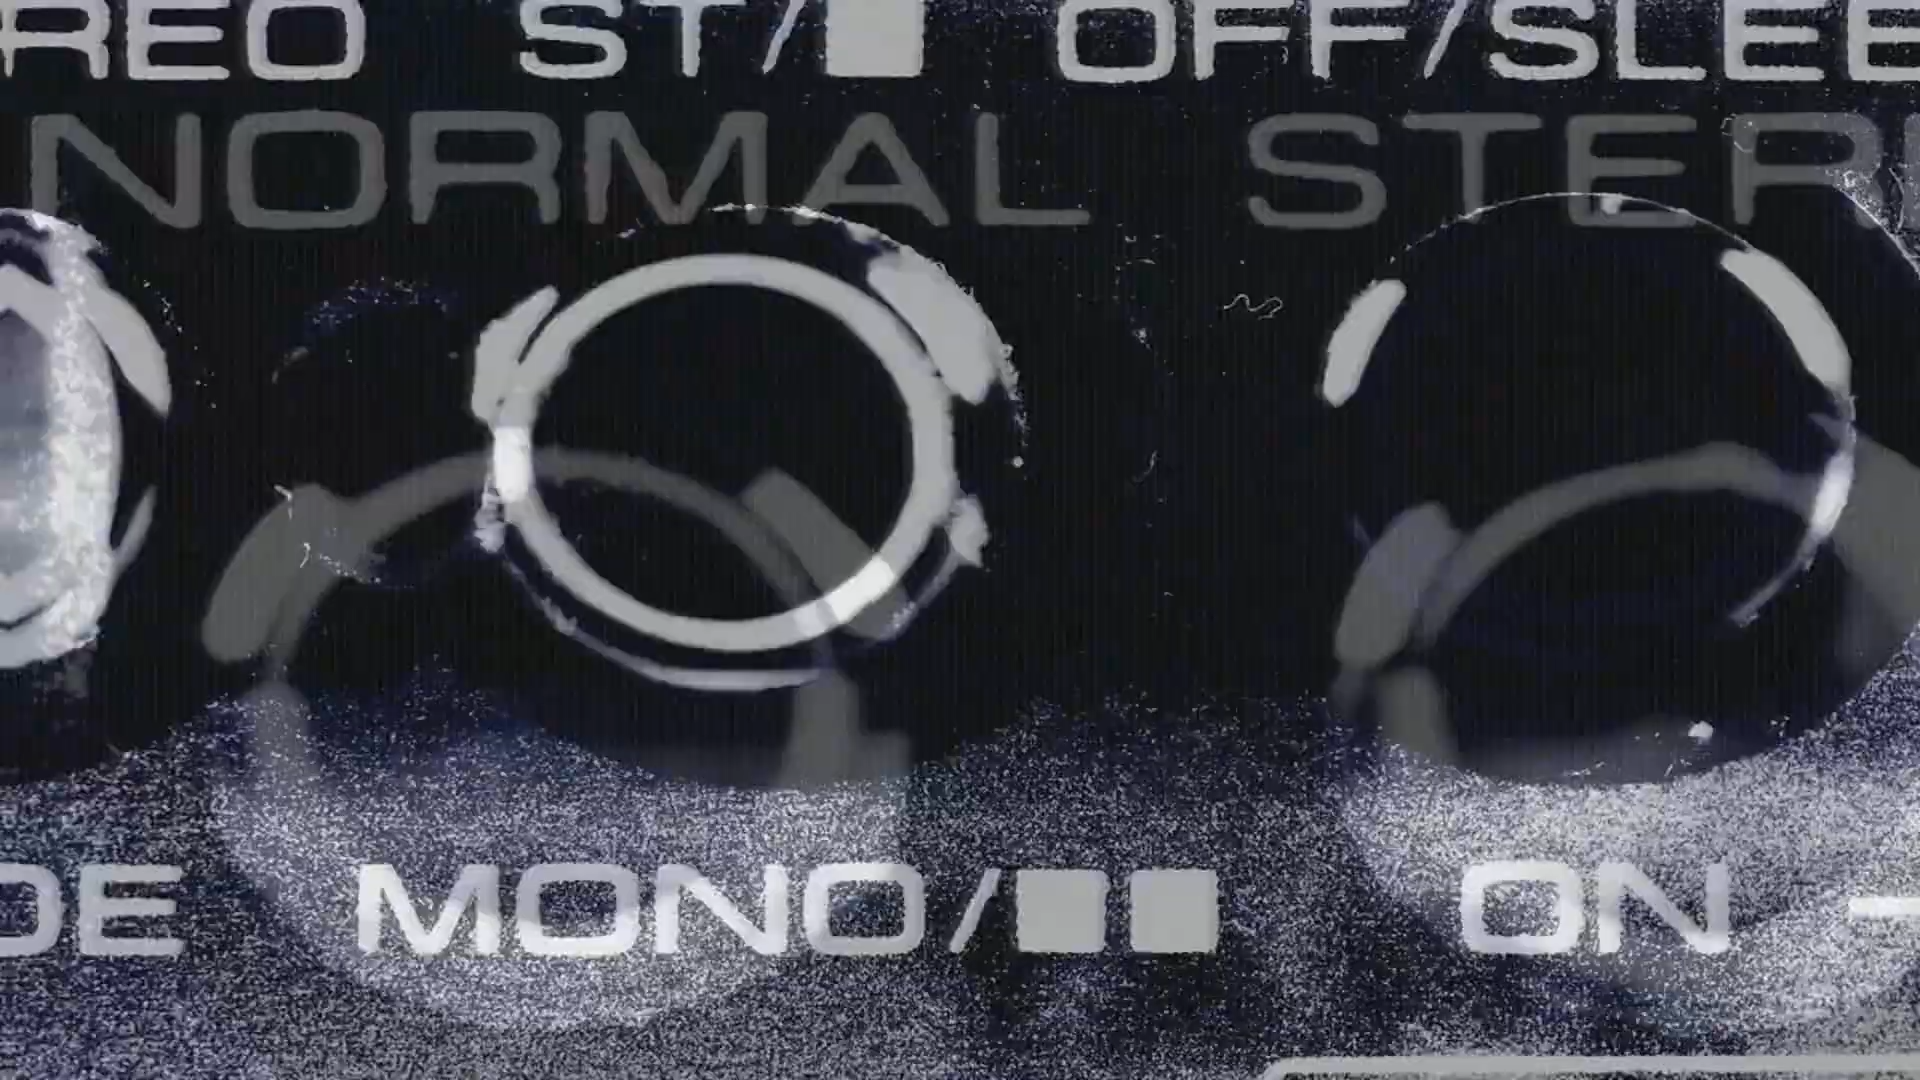 REO ST/■ OFF/SLEE
NORMAL STER
DE MONO/■■ ON